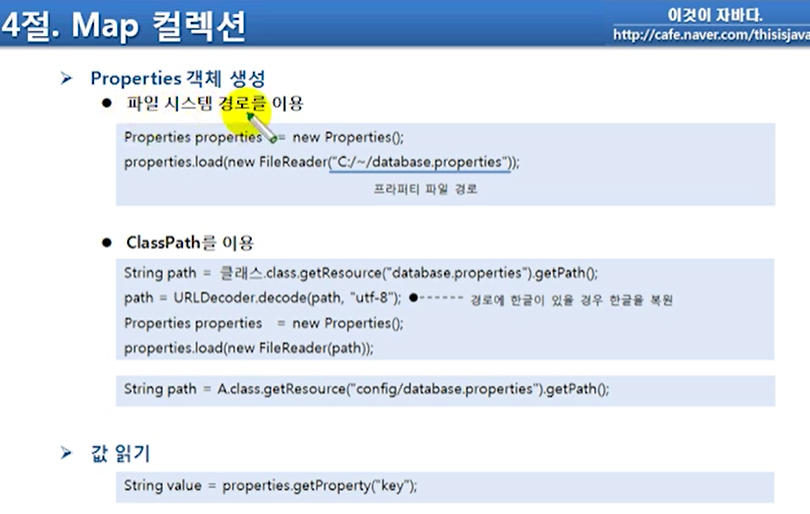 4절. Map 컬렉션
이것이 자바다.
http://cafe.naver.com/thisisjava
Properties 객체 생성
파일 시스템 경로를 이용
Properties properties = new Properties();
properties.load(new FileReader("C:/~/database.properties"));
프라퍼티 파일 경로
ClassPath를 이용
String path = 클래스.class.getResource("database.properties").getPath();
path = URLDecoder.decode(path, "utf-8"); 경로에 한글이 있을 경우 한글을 복원
Properties properties = new Properties();
properties.load(new FileReader(path));
String path = A.class.getResource("config/database.properties").getPath();
값 읽기
String value = properties.getProperty("key");